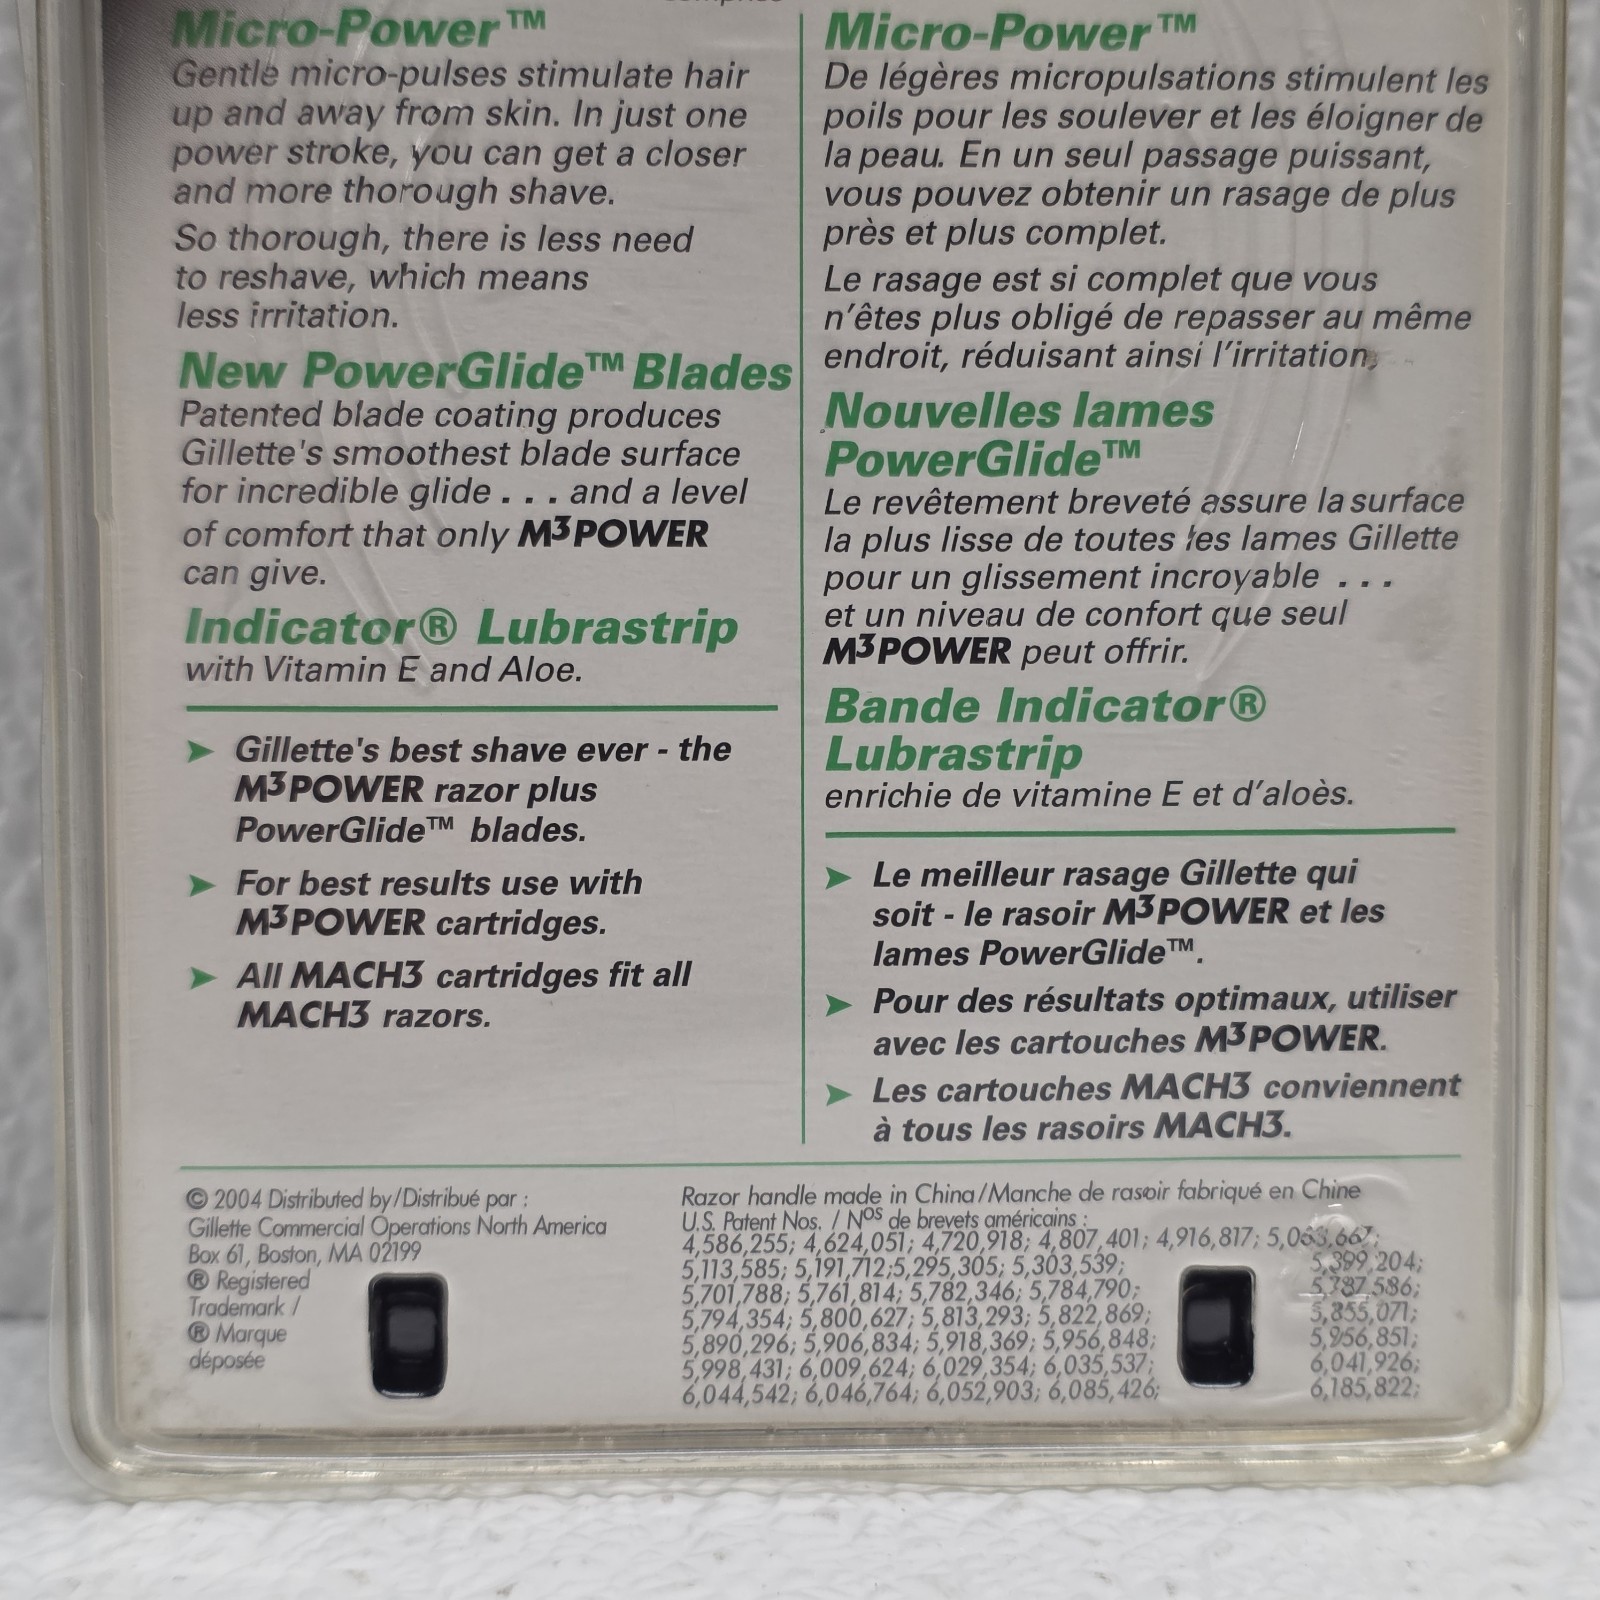 Micro-Power™
Gentle micro-pulses stimulate hair
up and away from skin. In just one
power stroke, you can get a closer
and more thorough shave.
So thorough, there is less need
to reshave, which means
less irritation.
New PowerGlide™ Blades
Patented blade coating produces
Gillette's smoothest blade surface
for incredible glide . . . and a level
of comfort that only M3POWER
can give.
Indicator® Lubrastrip
with Vitamin E and Aloe.
➤ Gillette's best shave ever - the
M3POWER razor plus
PowerGlide™ blades.
➤ For best results use with
M3POWER cartridges.
➤ All MACH3 cartridges fit all
MACH3 razors.
Micro-Power™
De légères micropulsations stimulent les
poils pour les soulever et les éloigner de
la peau. En un seul passage puissant,
vous pouvez obtenir un rasage de plus
près et plus complet.
Le rasage est si complet que vous
n'êtes plus obligé de repasser au même
endroit, réduisant ainsi l'irritation.
Nouvelles lames
PowerGlide™
Le revêtement breveté assure la surface
la plus lisse de toutes les lames Gillette
pour un glissement incroyable . . .
et un niveau de confort que seul
M3POWER peut offrir.
Bande Indicator®
Lubrastrip
enrichie de vitamine E et d'aloès.
➤ Le meilleur rasage Gillette qui
soit - le rasoir M3POWER et les
lames PowerGlide™.
➤ Pour des résultats optimaux, utiliser
avec les cartouches M3POWER.
➤ Les cartouches MACH3 conviennent
à tous les rasoirs MACH3.
© 2004 Distributed by/Distribué par :
Gillette Commercial Operations North America
Box 61, Boston, MA 02199
® Registered
Trademark /
® Marque
déposée
Razor handle made in China/Manche de rasoir fabriqué en Chine
U.S. Patent Nos. / Nos de brevets américains :
4,586,255; 4,624,051; 4,720,918; 4,807,401; 4,916,817; 5,063,667;
5,113,585; 5,191,712;5,295,305; 5,303,539; 5,399,204;
5,701,788; 5,761,814; 5,782,346; 5,784,790; 5,787,586;
5,794,354; 5,800,627; 5,813,293; 5,822,869; 5,855,071;
5,890,296; 5,906,834; 5,918,369; 5,956,848; 5,956,851;
5,998,431; 6,009,624; 6,029,354; 6,035,537; 6,041,926;
6,044,542; 6,046,764; 6,052,903; 6,085,426; 6,185,822;